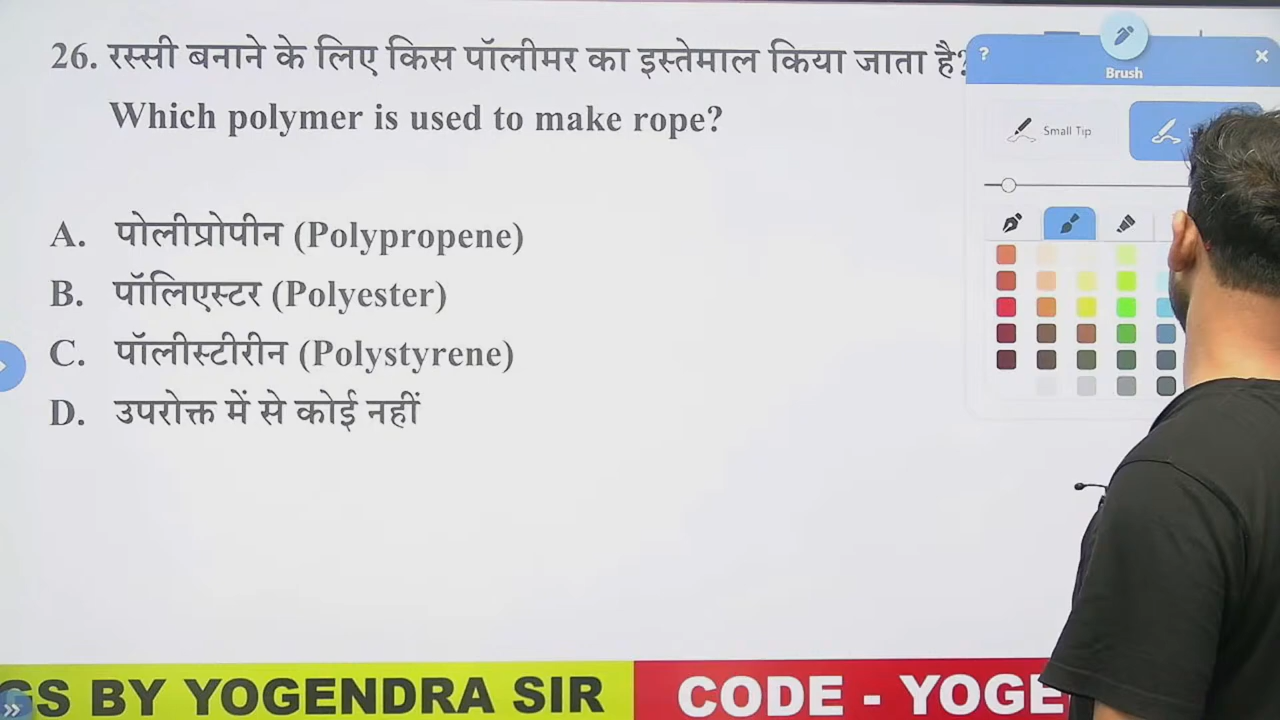 26. रस्सी बनाने के लिए किस पॉलीमर का इस्तेमाल किया जाता है?
Which polymer is used to make rope?
A. पोलीप्रोपीन (Polypropene)
B. पॉलिएस्टर (Polyester)
C. पॉलीस्टीरीन (Polystyrene)
D. उपरोक्त में से कोई नहीं
?
Brush
Small Tip
GS BY YOGENDRA SIR
CODE - YOGE